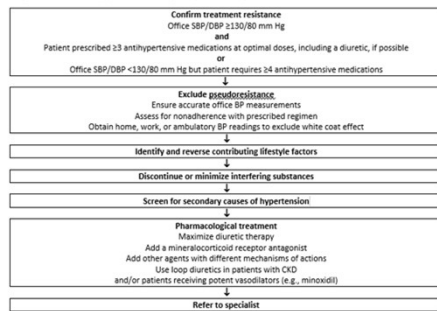 Confirm treatment resistance
Office SBP/DBP ≥130/80 mm Hg
and
Patient prescribed ≥3 antihypertensive medications at optimal doses, including a diuretic, if possible
or
Office SBP/DBP <130/80 mm Hg but patient requires ≥4 antihypertensive medications
Exclude pseudoresistance
Ensure accurate office BP measurements
Assess for nonadherence with prescribed regimen
Obtain home, work, or ambulatory BP readings to exclude white coat effect
Identify and reverse contributing lifestyle factors
Discontinue or minimize interfering substances
Screen for secondary causes of hypertension
Pharmacological treatment
Maximize diuretic therapy
Add a mineralocorticoid receptor antagonist
Add other agents with different mechanisms of actions
Use loop diuretics in patients with CKD
and/or patients receiving potent vasodilators (e.g., minoxidil)
Refer to specialist